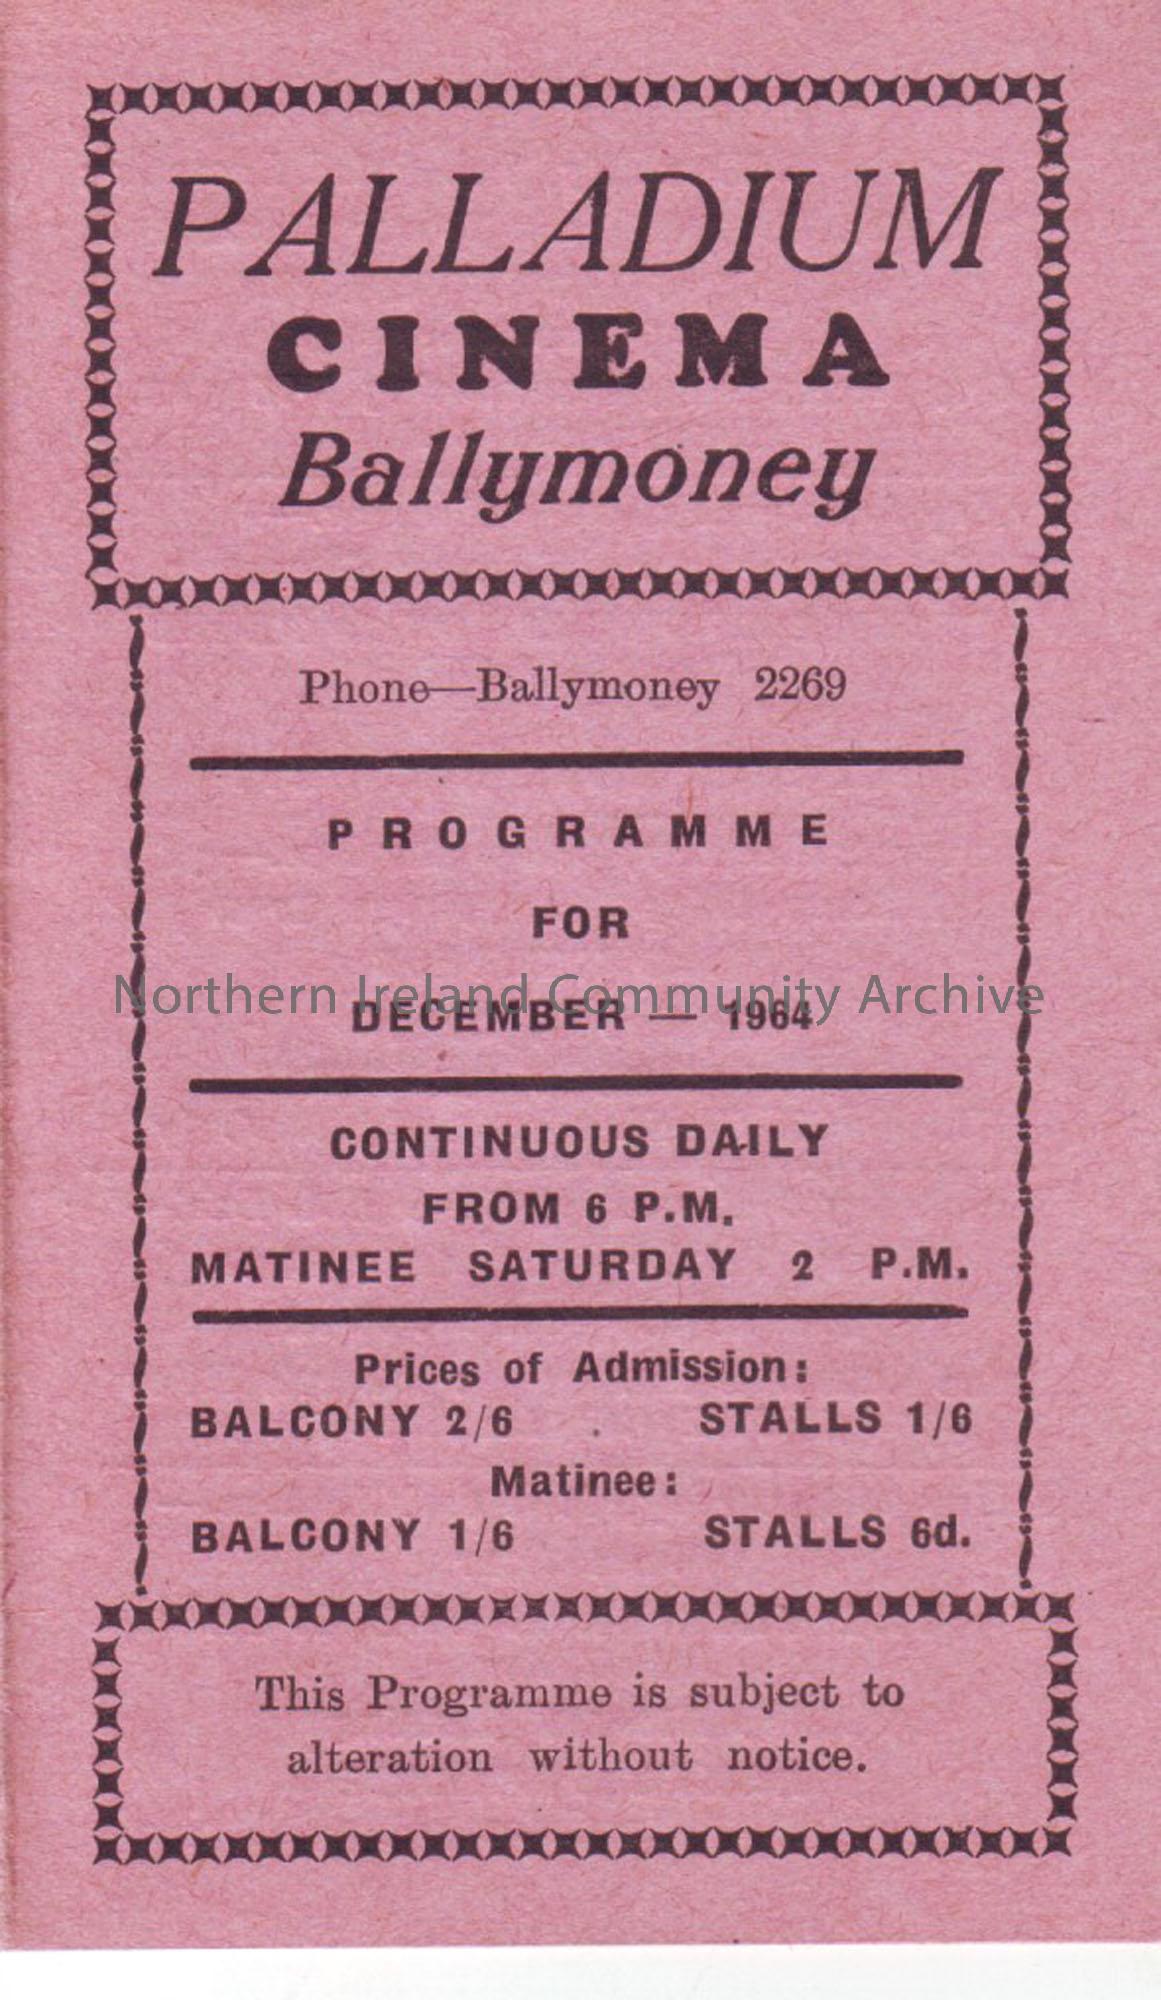 PALLADIUM
CINEMA
Ballymoney
Phone—Ballymoney 2269
PROGRAMME
FOR
Northern Ireland Community Archive
DECEMBER — 1964
CONTINUOUS DAILY
FROM 6 P.M.
MATINEE SATURDAY 2 P.M.
Prices of Admission:
BALCONY 2/6 . STALLS 1/6
Matinee:
BALCONY 1/6 STALLS 6d.
This Programme is subject to
alteration without notice.